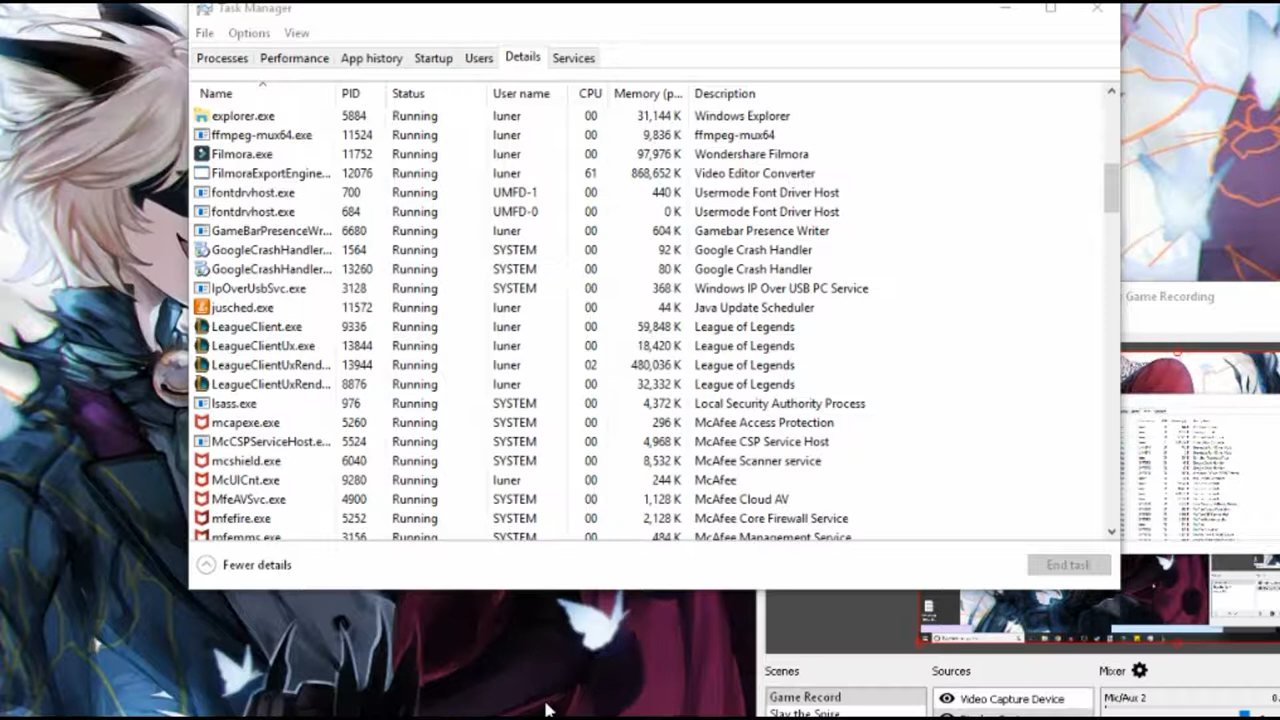 Task Manager
File Options View
Processes Performance App history Startup Users Details Services
Name PID Status User name CPU Memory (p... Description
explorer.exe 5884 Running luner 00 31,144 K Windows Explorer
ffmpeg-mux64.exe 11524 Running luner 00 9,836 K ffmpeg-mux64
Filmora.exe 11752 Running luner 00 97,976 K Wondershare Filmora
FilmoraExportEngine... 12076 Running luner 61 868,652 K Video Editor Converter
fontdrvhost.exe 700 Running UMFD-1 00 440 K Usermode Font Driver Host
fontdrvhost.exe 684 Running UMFD-0 00 0 K Usermode Font Driver Host
GameBarPresenceWr... 6680 Running luner 00 604 K Gamebar Presence Writer
GoogleCrashHandler... 1564 Running SYSTEM 00 92 K Google Crash Handler
GoogleCrashHandler... 13260 Running SYSTEM 00 80 K Google Crash Handler
IpOverUsbSvc.exe 3128 Running SYSTEM 00 368 K Windows IP Over USB PC Service
jusched.exe 11572 Running luner 00 44 K Java Update Scheduler
LeagueClient.exe 9336 Running luner 00 59,848 K League of Legends
LeagueClientUx.exe 13844 Running luner 00 18,420 K League of Legends
LeagueClientUxRend... 13944 Running luner 02 480,036 K League of Legends
LeagueClientUxRend... 8876 Running luner 00 32,332 K League of Legends
lsass.exe 976 Running SYSTEM 00 4,372 K Local Security Authority Process
mcapexe.exe 5260 Running SYSTEM 00 296 K McAfee Access Protection
McCSPServiceHost.e... 5524 Running SYSTEM 00 4,968 K McAfee CSP Service Host
mcshield.exe 6040 Running SYSTEM 00 8,532 K McAfee Scanner service
McUICnt.exe 9280 Running luner 00 244 K McAfee
MfeAVSvc.exe 4900 Running SYSTEM 00 1,128 K McAfee Cloud AV
mfefire.exe 5252 Running SYSTEM 00 2,128 K McAfee Core Firewall Service
mfemms.exe 3156 Running SYSTEM 00 484 K McAfee Management Service
Fewer details End task
Game Recording
Scenes Sources Mixer
Game Record Video Capture Device Mic/Aux 2
Slay the Spire